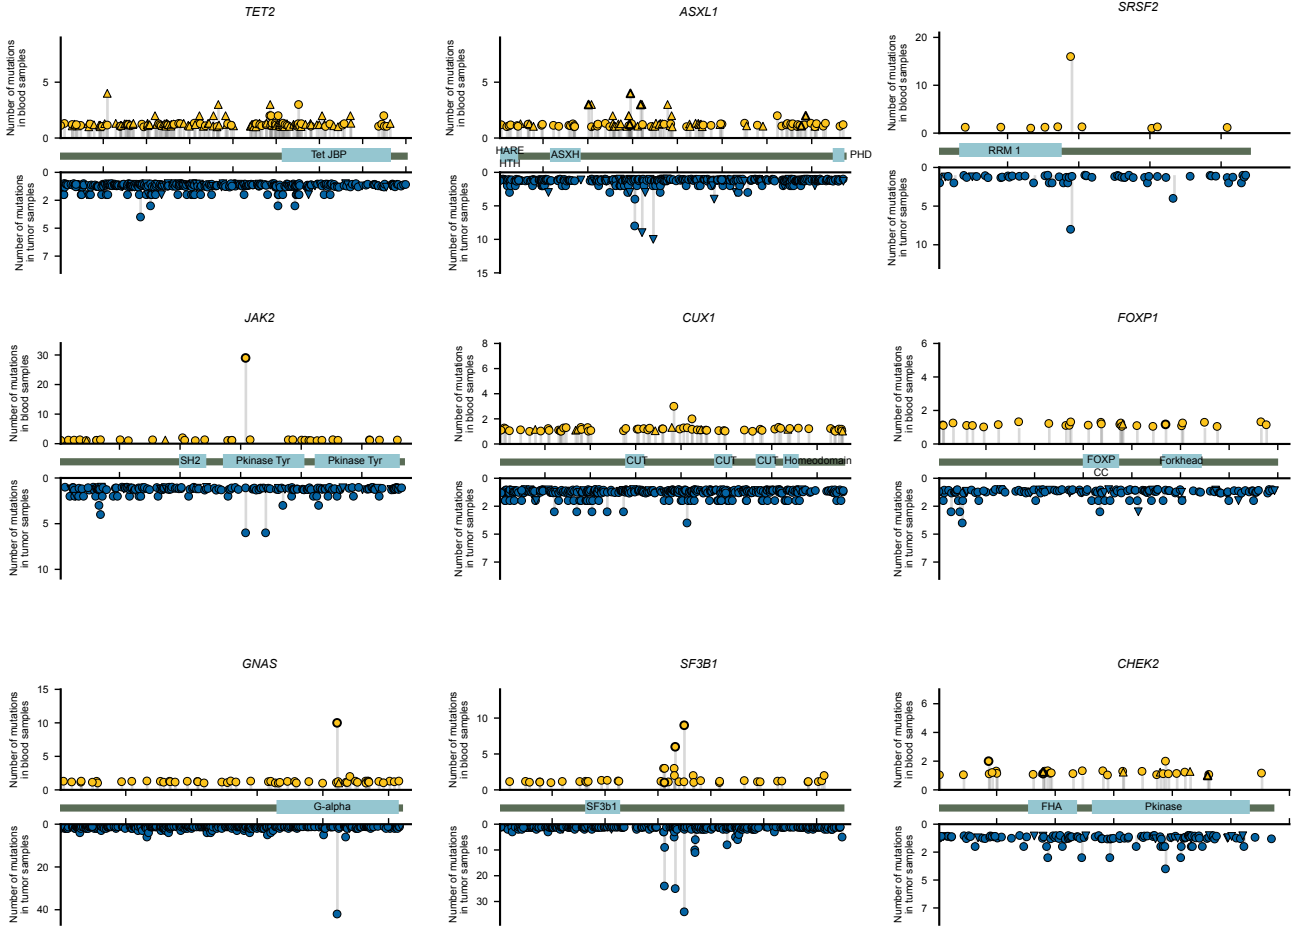 TET2
Number of mutations
in blood samples
5
0
Tet JBP
Number of mutations
in tumor samples
0
2
5
7
ASXL1
Number of mutations
in blood samples
5
0
HARE
HTH
ASXH
PHD
Number of mutations
in tumor samples
0
5
10
15
SRSF2
Number of mutations
in blood samples
20
10
0
RRM 1
Number of mutations
in tumor samples
0
5
10
JAK2
Number of mutations
in blood samples
30
20
10
0
SH2
Pkinase Tyr
Pkinase Tyr
Number of mutations
in tumor samples
0
5
10
CUX1
Number of mutations
in blood samples
8
6
4
2
0
CUT
CUT
CUT
Homeodomain
Number of mutations
in tumor samples
0
2
5
7
FOXP1
Number of mutations
in blood samples
6
4
2
0
FOXP
CC
Forkhead
Number of mutations
in tumor samples
0
2
5
7
GNAS
Number of mutations
in blood samples
15
10
5
0
G-alpha
Number of mutations
in tumor samples
0
20
40
SF3B1
Number of mutations
in blood samples
10
5
0
SF3b1
Number of mutations
in tumor samples
0
10
20
30
CHEK2
Number of mutations
in blood samples
6
4
2
0
FHA
Pkinase
Number of mutations
in tumor samples
0
2
5
7